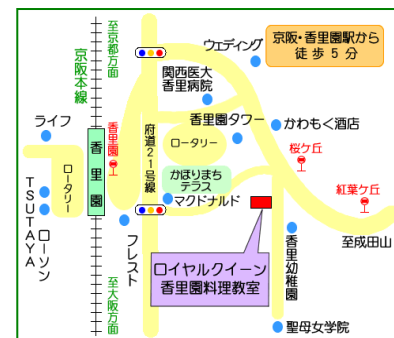 至京都方面
京阪本線
ウェディング
京阪・香里園駅から
徒歩5分
関西医大
香里病院
ライフ
香里園
香里園
府道21号線
香里園タワー
かわもく酒店
ロータリー
桜ケ丘
ロータリー
かほりまち
テラス
マクドナルド
紅葉ケ丘
TSUTAYA
ローソン
フレスト
香里幼稚園
至成田山
ロイヤルクイーン
香里園料理教室
至大阪方面
聖母女学院